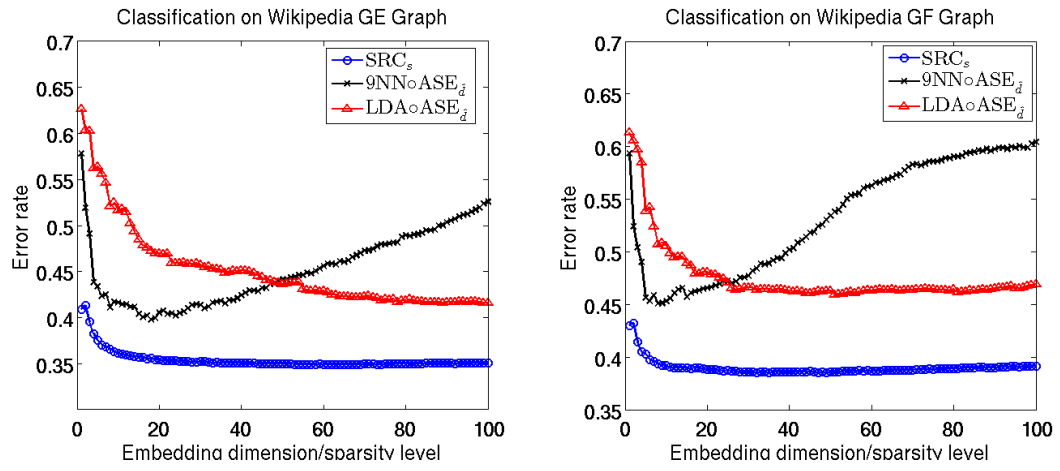 Classification on Wikipedia GE Graph
0.7
0.65
0.6
0.55
0.5
0.45
0.4
0.35
Error rate
SRCₛ
9NN∘ASE_d̂
LDA∘ASE_d̂
0 20 40 60 80 100
Embedding dimension/sparsity level
Classification on Wikipedia GF Graph
0.7
0.65
0.6
0.55
0.5
0.45
0.4
0.35
Error rate
SRCₛ
9NN∘ASE_d̂
LDA∘ASE_d̂
0 20 40 60 80 100
Embedding dimension/sparsity level